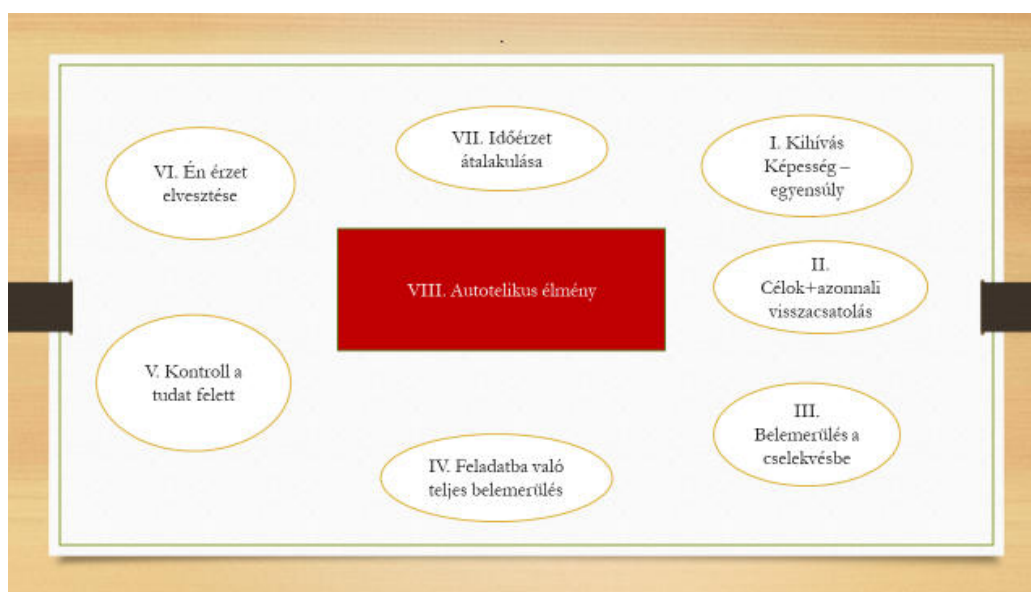 VII. Időérzet
átalakulása
I. Kihívás
Képesség –
egyensúly
VI. Én érzet
elvesztése
II.
Célok+azonnali
visszacsatolás
VIII. Autotelikus élmény
V. Kontroll a
tudat felett
III.
Belemerülés a
cselekvésbe
IV. Feladatba való
teljes belemerülés